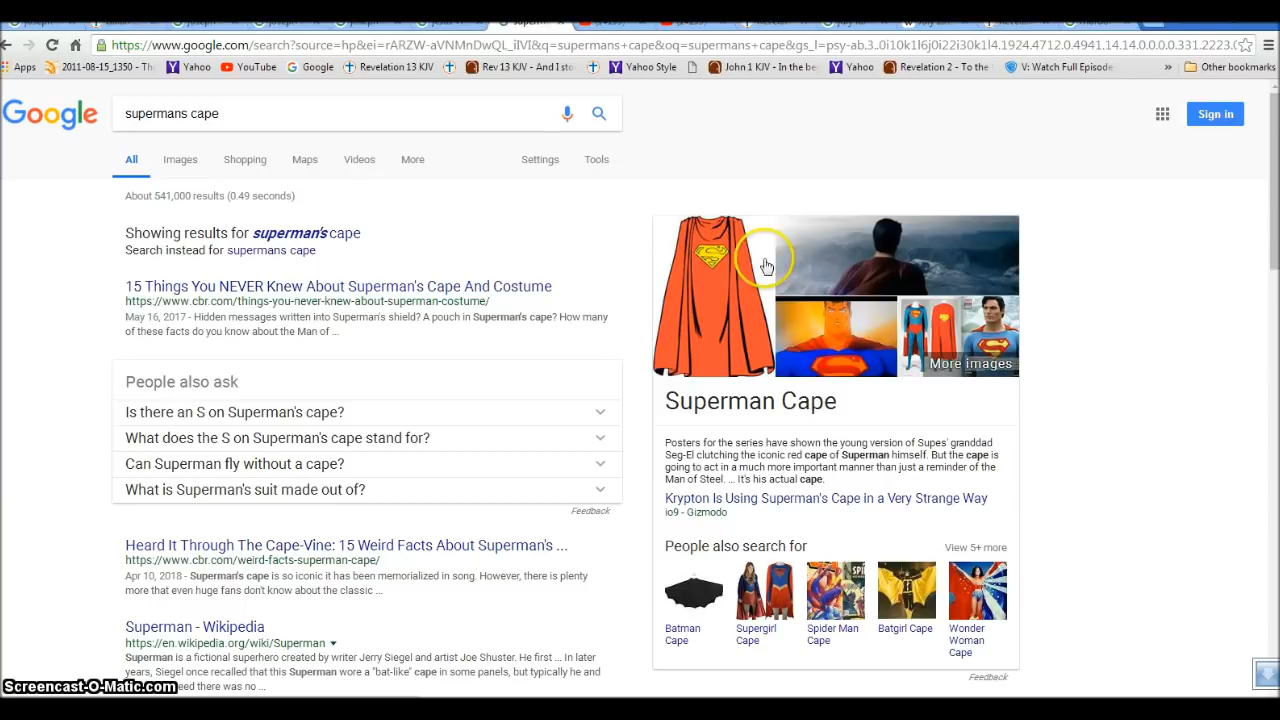 https://www.google.com/search?source=hp&ei=rARZW-aVNMnDwQL_iIVI&q=supermans+cape&oq=supermans+cape&gs_l=psy-ab.3..0i10k1l6j0i22i30k1l4.1924.4712.0.4941.14.14.0.0.0.0.331.2223.0
Apps 2011-08-15_1350 - Th Yahoo YouTube Google Revelation 13 KJV Rev 13 KJV - And I sto Yahoo Style John 1 KJV - In the be Yahoo Revelation 2 - To the V: Watch Full Episode » Other bookmarks
Google
supermans cape
Sign in
All Images Shopping Maps Videos More Settings Tools
About 541,000 results (0.49 seconds)
Showing results for superman's cape
Search instead for supermans cape
15 Things You NEVER Knew About Superman's Cape And Costume
https://www.cbr.com/things-you-never-knew-about-superman-costume/
May 16, 2017 - Hidden messages written into Superman's shield? A pouch in Superman's cape? How many
of these facts do you know about the Man of ...
People also ask
Is there an S on Superman's cape?
What does the S on Superman's cape stand for?
Can Superman fly without a cape?
What is Superman's suit made out of?
Feedback
Heard It Through The Cape-Vine: 15 Weird Facts About Superman's ...
https://www.cbr.com/weird-facts-superman-cape/
Apr 10, 2018 - Superman's cape is so iconic it has been memorialized in song. However, there is plenty
more that even huge fans don't know about the classic ...
Superman - Wikipedia
https://en.wikipedia.org/wiki/Superman
Superman is a fictional superhero created by writer Jerry Siegel and artist Joe Shuster. He first ... In later
years, Siegel once recalled that this Superman wore a "bat-like" cape in some panels, but typically he and
need there was no ...
More images
Superman Cape
Posters for the series have shown the young version of Supes' granddad
Seg-El clutching the iconic red cape of Superman himself. But the cape is
going to act in a much more important manner than just a reminder of the
Man of Steel. ... It's his actual cape.
Krypton Is Using Superman's Cape in a Very Strange Way
io9 - Gizmodo
People also search for View 5+ more
Batman Cape
Supergirl Cape
Spider Man Cape
Batgirl Cape
Wonder Woman Cape
Feedback
Screencast-O-Matic.com